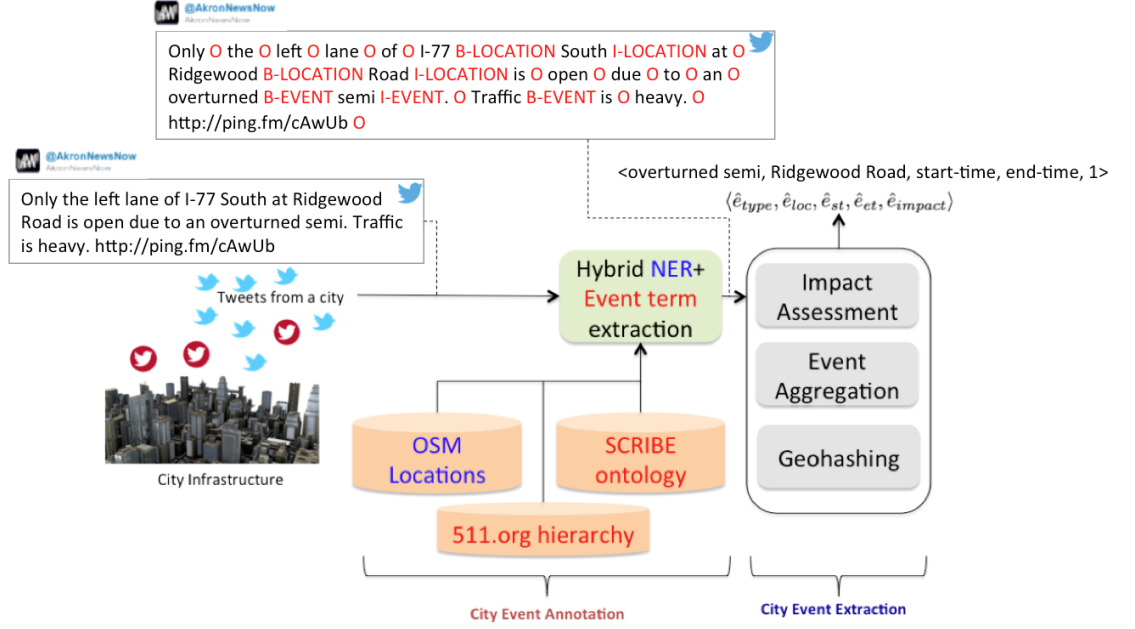 @AkronNewsNow
AkronNewsNow
Only O the O left O lane O of O I-77 B-LOCATION South I-LOCATION at O
Ridgewood B-LOCATION Road I-LOCATION is O open O due O to O an O
overturned B-EVENT semi I-EVENT. O Traffic B-EVENT is O heavy. O
http://ping.fm/cAwUb O
@AkronNewsNow
AkronNewsNow
Only the left lane of I-77 South at Ridgewood
Road is open due to an overturned semi. Traffic
is heavy. http://ping.fm/cAwUb
<overturned semi, Ridgewood Road, start-time, end-time, 1>
⟨ê_type, ê_loc, ê_st, ê_et, ê_impact⟩
Tweets from a city
City Infrastructure
Hybrid NER+
Event term
extraction
OSM
Locations
SCRIBE
ontology
511.org hierarchy
Impact
Assessment
Event
Aggregation
Geohashing
City Event Annotation
City Event Extraction